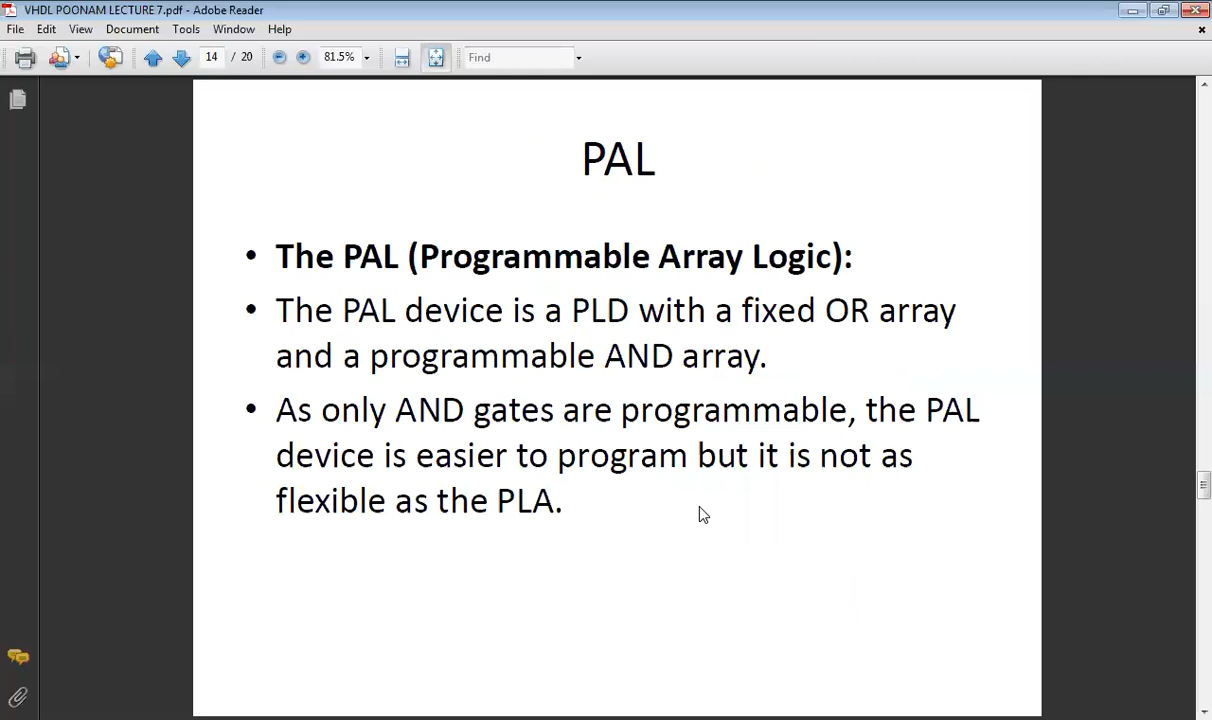 VHDL POONAM LECTURE 7.pdf - Adobe Reader
File Edit View Document Tools Window Help
14 / 20 81.5% Find
PAL
• The PAL (Programmable Array Logic):
• The PAL device is a PLD with a fixed OR array
and a programmable AND array.
• As only AND gates are programmable, the PAL
device is easier to program but it is not as
flexible as the PLA.